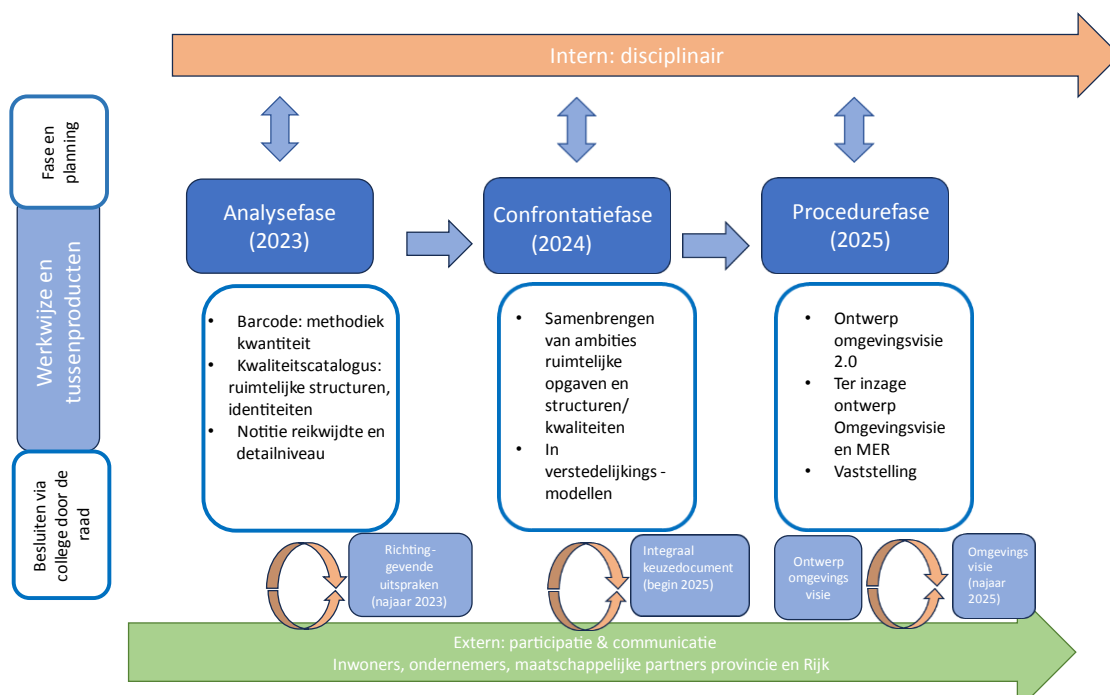 Intern: disciplinair
Fase en
planning
Werkwijze en
tussenproducten
Besluiten via
college door de
raad
Analysefase
(2023)
Confrontatiefase
(2024)
Procedurefase
(2025)
• Barcode: methodiek
kwantiteit
• Kwaliteitscatalogus:
ruimtelijke structuren,
identiteiten
• Notitie reikwijdte en
detailniveau
• Samenbrengen
van ambities
ruimtelijke
opgaven en
structuren/
kwaliteiten
• In
verstedelijkings -
modellen
• Ontwerp
omgevingsvisie
2.0
• Ter inzage
ontwerp
Omgevingsvisie
en MER
• Vaststelling
Richting-
gevende
uitspraken
(najaar 2023)
Integraal
keuzedocument
(begin 2025)
Ontwerp
omgevings
visie
Omgevings
visie
(najaar
2025)
Extern: participatie & communicatie
Inwoners, ondernemers, maatschappelijke partners provincie en Rijk